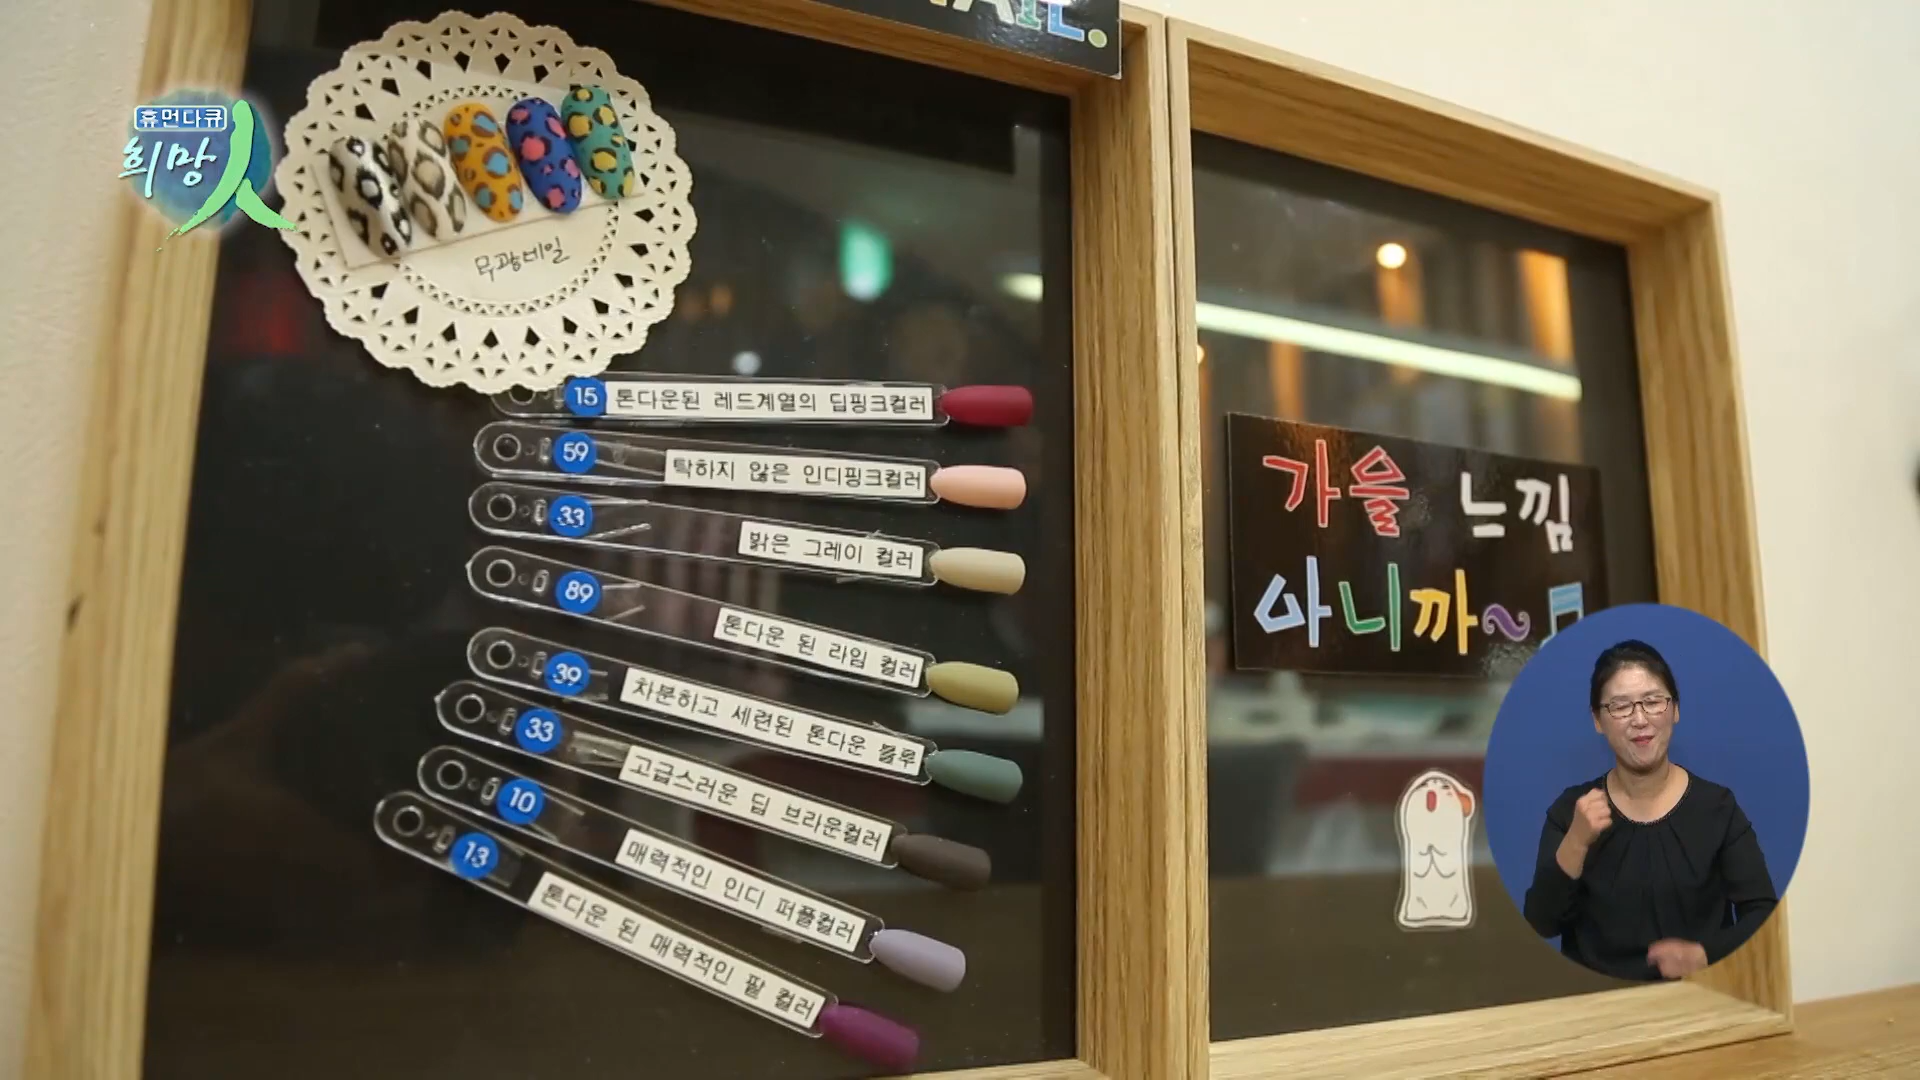 휴먼다큐
희망人
무광네일
15 톤다운된 레드계열의 딥핑크컬러
59 탁하지 않은 인디핑크컬러
33 밝은 그레이 컬러
89 톤다운 된 라임 컬러
39 차분하고 세련된 톤다운 블루
33 고급스러운 딥 브라운컬러
10 매력적인 인디 퍼플컬러
13 톤다운 된 매력적인 팥 컬러
가을 느낌
아니까~